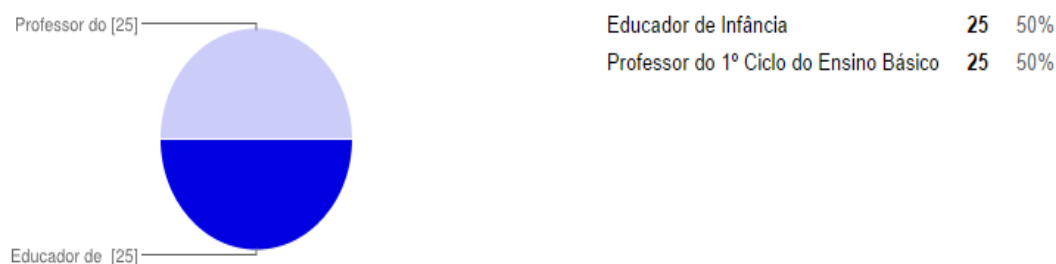 Professor do [25]
Educador de [25]
Educador de Infância 25 50%
Professor do 1º Ciclo do Ensino Básico 25 50%